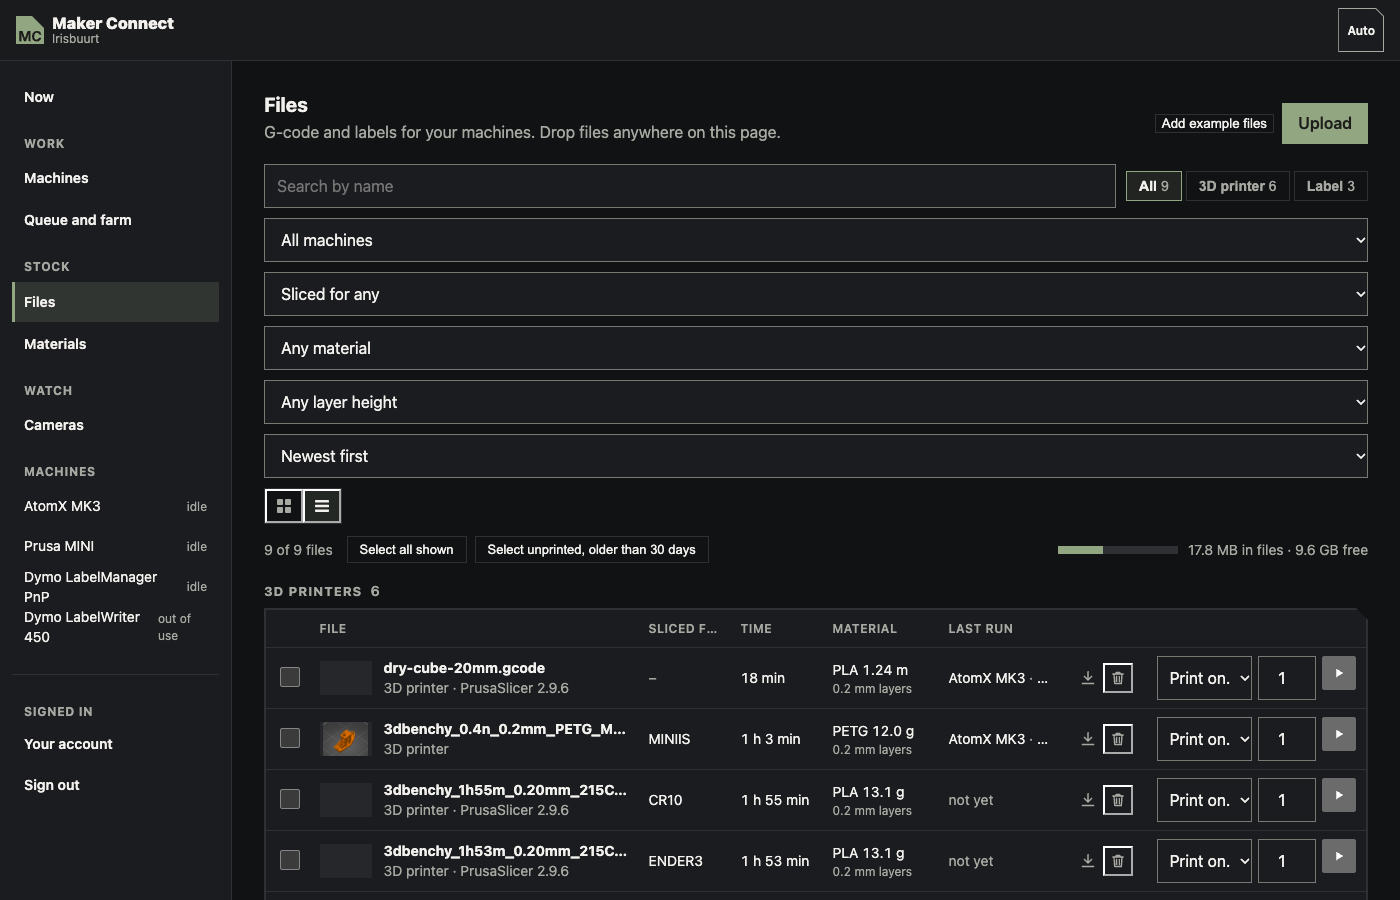 MC
Maker Connect
Irisbuurt
Auto
Now
WORK
Machines
Queue and farm
STOCK
Files
Materials
WATCH
Cameras
MACHINES
AtomX MK3 idle
Prusa MINI idle
Dymo LabelManager PnP idle
Dymo LabelWriter 450 out of use
SIGNED IN
Your account
Sign out
Files
G-code and labels for your machines. Drop files anywhere on this page.
Add example files
Upload
Search by name
All 9
3D printer 6
Label 3
All machines
Sliced for any
Any material
Any layer height
Newest first
9 of 9 files
Select all shown
Select unprinted, older than 30 days
17.8 MB in files · 9.6 GB free
3D PRINTERS 6
FILE SLICED F... TIME MATERIAL LAST RUN
dry-cube-20mm.gcode
3D printer · PrusaSlicer 2.9.6
–
18 min
PLA 1.24 m
0.2 mm layers
AtomX MK3 · ...
Print on.
1
3dbenchy_0.4n_0.2mm_PETG_M...
3D printer
MINIIS
1 h 3 min
PETG 12.0 g
0.2 mm layers
AtomX MK3 · ...
Print on.
1
3dbenchy_1h55m_0.20mm_215C...
3D printer · PrusaSlicer 2.9.6
CR10
1 h 55 min
PLA 13.1 g
0.2 mm layers
not yet
Print on.
1
3dbenchy_1h53m_0.20mm_215C...
3D printer · PrusaSlicer 2.9.6
ENDER3
1 h 53 min
PLA 13.1 g
0.2 mm layers
not yet
Print on.
1